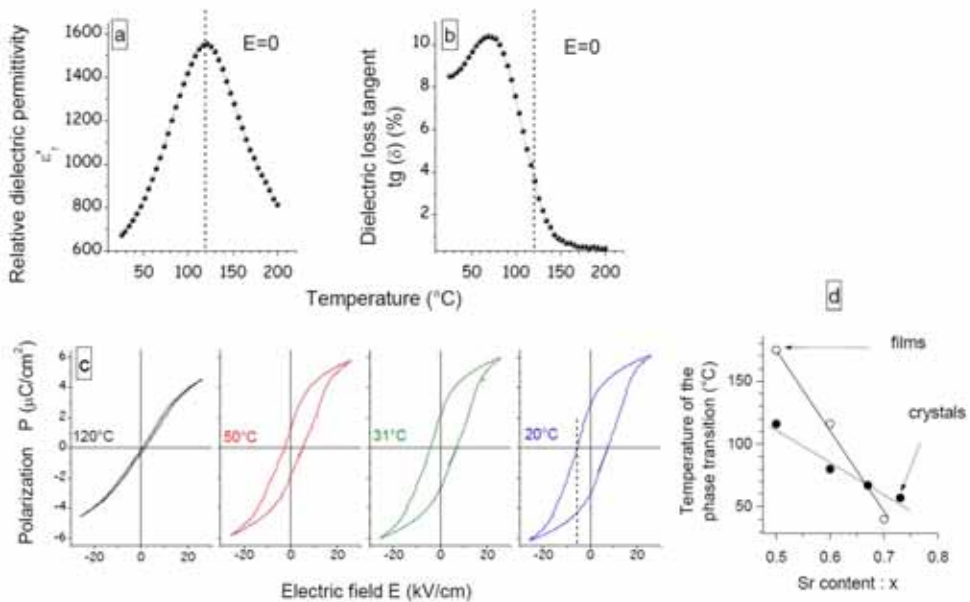 a
E=0
Relative dielectric permittivity
1600
1400
1200
1000
800
600
50
100
150
200
b
E=0
Dielectric loss tangent
tg (δ) (%)
10
8
6
4
2
50
100
150
200
Temperature (°C)
c
Polarization P (µC/cm²)
6
4
2
0
-2
-4
-6
120°C
50°C
31°C
20°C
-20
0
20
-20
0
20
-20
0
20
-20
0
20
Electric field E (kV/cm)
d
Temperature of the
phase transition (°C)
150
100
50
films
crystals
0.5
0.6
0.7
0.8
Sr content : x